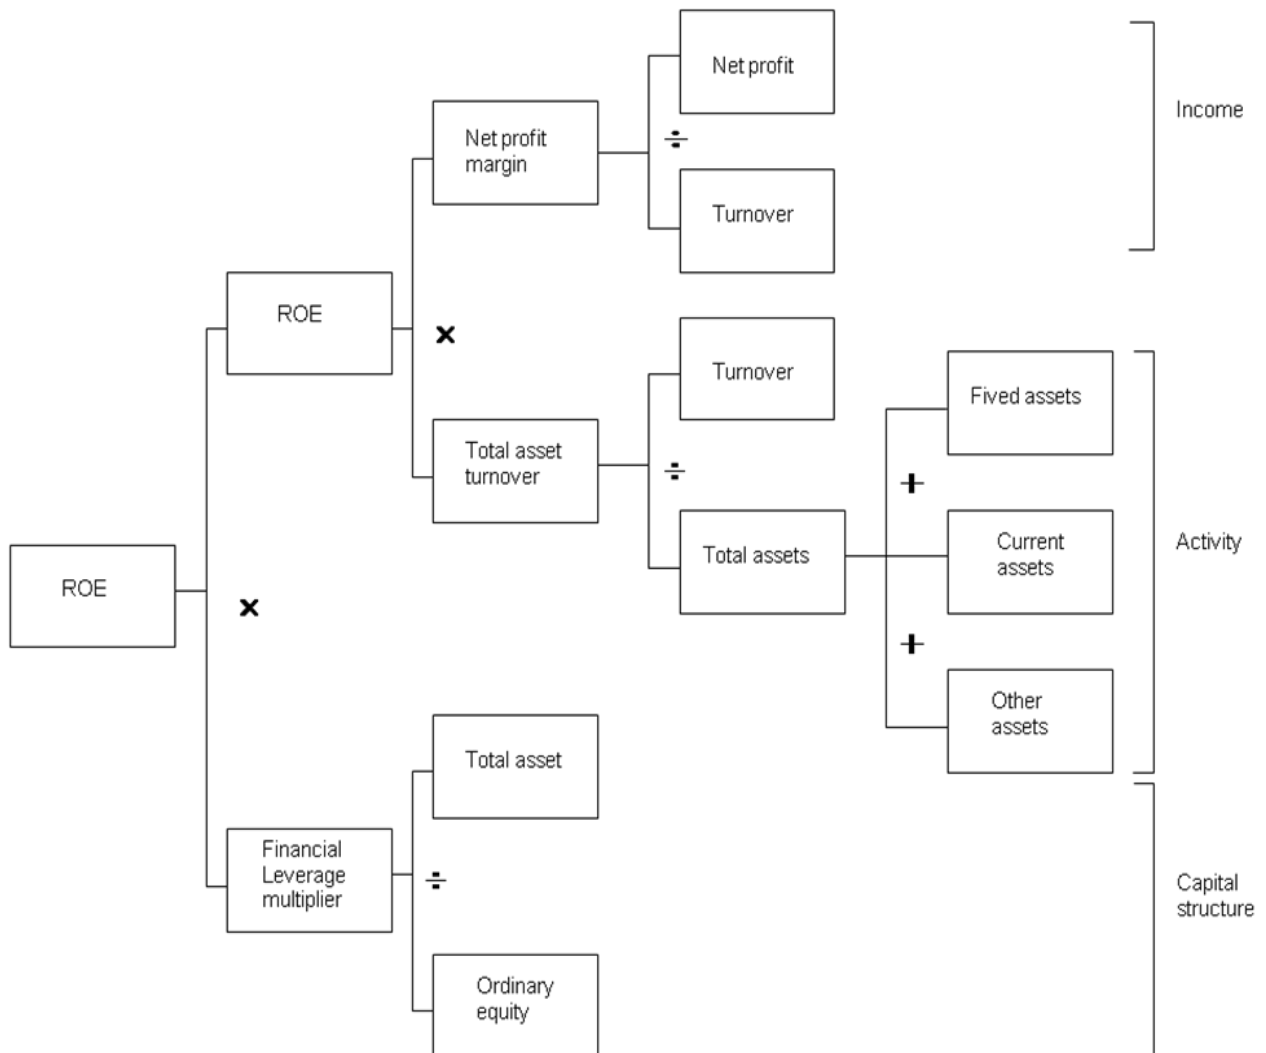 Net profit
Income
Net profit
margin
÷
Turnover
ROE
×
Turnover
Fived assets
Total asset
turnover
÷
+
Total assets
Current
assets
Activity
ROE
×
+
Other
assets
Total asset
Financial
Leverage
multiplier
÷
Capital
structure
Ordinary
equity